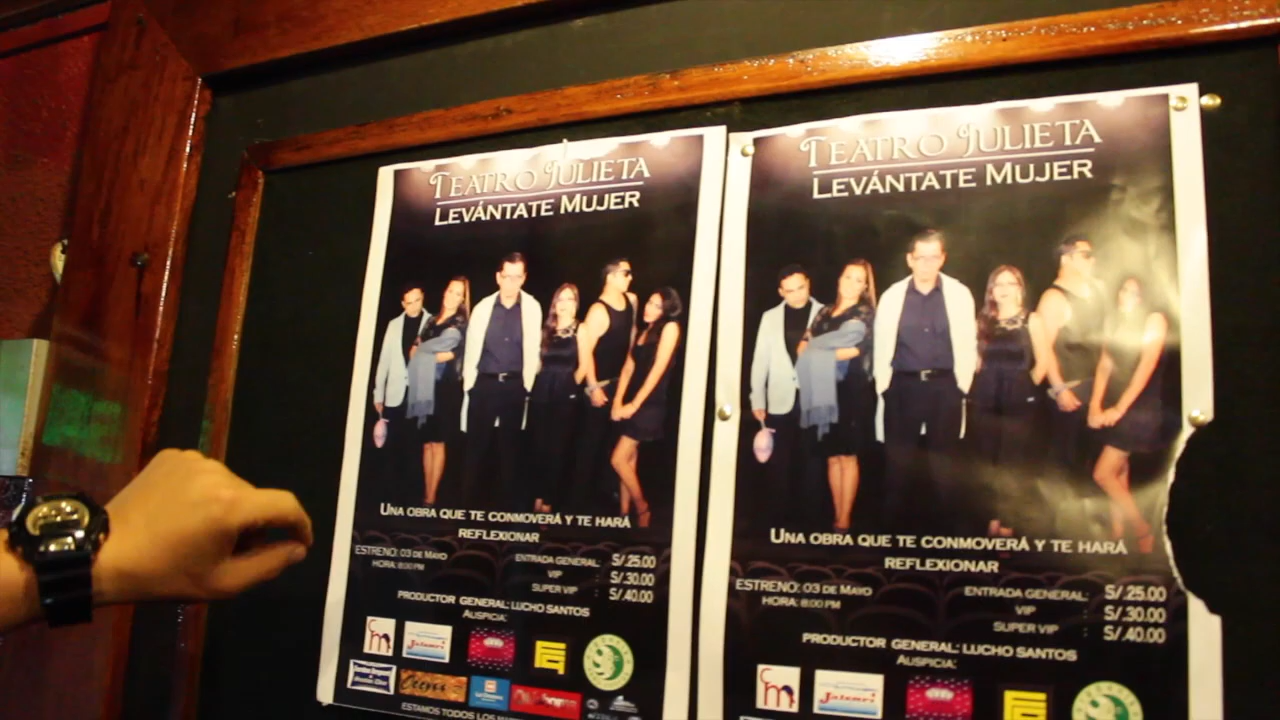 TEATRO JULIETA
LEVÁNTATE MUJER
UNA OBRA QUE TE CONMOVERÁ Y TE HARÁ
REFLEXIONAR
ESTRENO: 03 DE MAYO
HORA: 8:00 PM
ENTRADA GENERAL: S/.25.00
VIP : S/.30.00
SUPER VIP : S/.40.00
PRODUCTOR GENERAL: LUCHO SANTOS
AUSPICIA:
ESTAMOS TODOS LOS
TEATRO JULIETA
LEVÁNTATE MUJER
UNA OBRA QUE TE CONMOVERÁ Y TE HARÁ
REFLEXIONAR
ESTRENO: 03 DE MAYO
HORA: 8:00 PM
ENTRADA GENERAL: S/.25.00
VIP : S/.30.00
SUPER VIP : S/.40.00
PRODUCTOR GENERAL: LUCHO SANTOS
AUSPICIA: